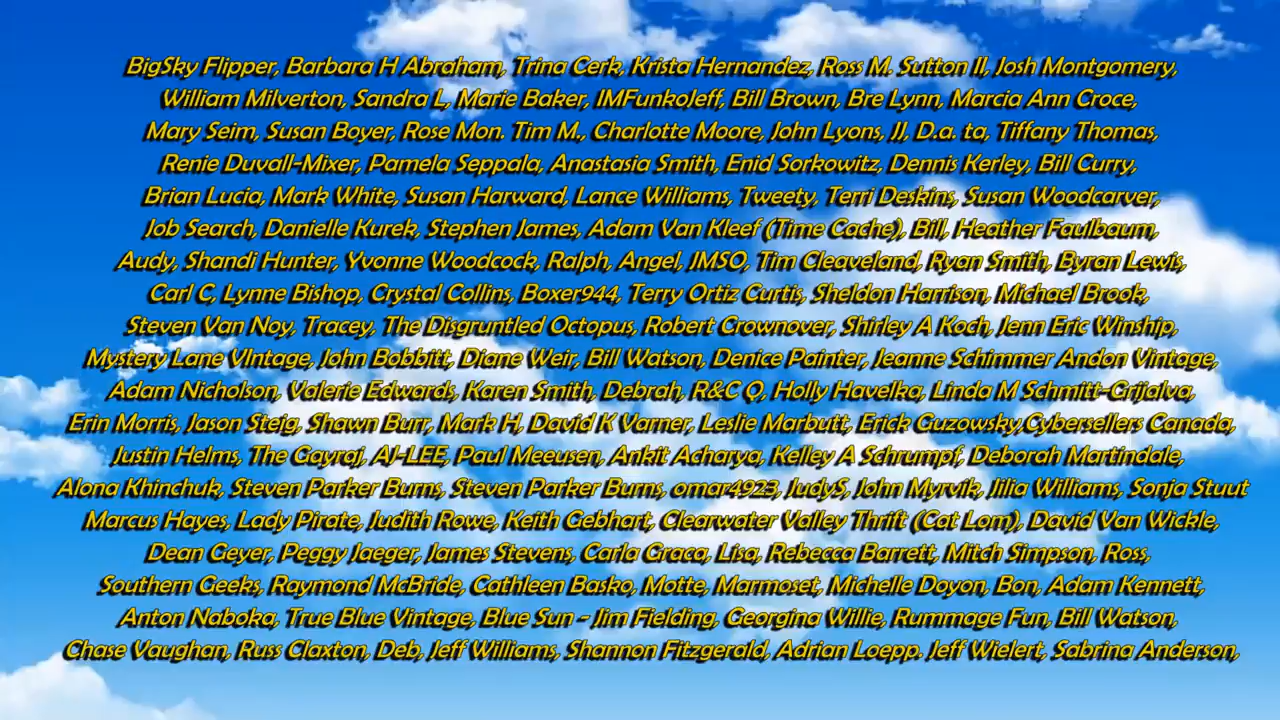 BigSky Flipper, Barbara H Abraham, Trina Cerk, Krista Hernandez, Ross M. Sutton II, Josh Montgomery,
William Milverton, Sandra L, Marie Baker, IMFunkoJeff, Bill Brown, Bre Lynn, Marcia Ann Croce,
Mary Seim, Susan Boyer, Rose Mon. Tim M., Charlotte Moore, John Lyons, JJ, D.a. ta, Tiffany Thomas,
Renie Duvall-Mixer, Pamela Seppala, Anastasia Smith, Enid Sorkowitz, Dennis Kerley, Bill Curry,
Brian Lucia, Mark White, Susan Harward, Lance Williams, Tweety, Terri Deskins, Susan Woodcarver,
Job Search, Danielle Kurek, Stephen James, Adam Van Kleef (Time Cache), Bill, Heather Faulbaum,
Audy, Shandi Hunter, Yvonne Woodcock, Ralph, Angel, JMSO, Tim Cleaveland, Ryan Smith, Byran Lewis,
Carl C, Lynne Bishop, Crystal Collins, Boxer944, Terry Ortiz Curtis, Sheldon Harrison, Michael Brook,
Steven Van Noy, Tracey, The Disgruntled Octopus, Robert Crownover, Shirley A Koch, Jenn Eric Winship,
Mystery Lane VIntage, John Bobbitt, Diane Weir, Bill Watson, Denice Painter, Jeanne Schimmer Andon Vintage,
Adam Nicholson, Valerie Edwards, Karen Smith, Debrah, R&C Q, Holly Havelka, Linda M Schmitt-Grijalva,
Erin Morris, Jason Steig, Shawn Burr, Mark H, David K Varner, Leslie Marbutt, Erick Guzowsky,Cybersellers Canada,
Justin Helms, The Gayraj, AJ-LEE, Paul Meeusen, Ankit Acharya, Kelley A Schrumpf, Deborah Martindale,
Alona Khinchuk, Steven Parker Burns, Steven Parker Burns, omar4923, JudyS, John Myrvik, Jilia Williams, Sonja Stuut
Marcus Hayes, Lady Pirate, Judith Rowe, Keith Gebhart, Clearwater Valley Thrift (Cat Lom), David Van Wickle,
Dean Geyer, Peggy Jaeger, James Stevens, Carla Graca, Lisa, Rebecca Barrett, Mitch Simpson, Ross,
Southern Geeks, Raymond McBride, Cathleen Basko, Motte, Marmoset, Michelle Doyon, Bon, Adam Kennett,
Anton Naboka, True Blue Vintage, Blue Sun - Jim Fielding, Georgina Willie, Rummage Fun, Bill Watson,
Chase Vaughan, Russ Claxton, Deb, Jeff Williams, Shannon Fitzgerald, Adrian Loepp. Jeff Wielert, Sabrina Anderson,